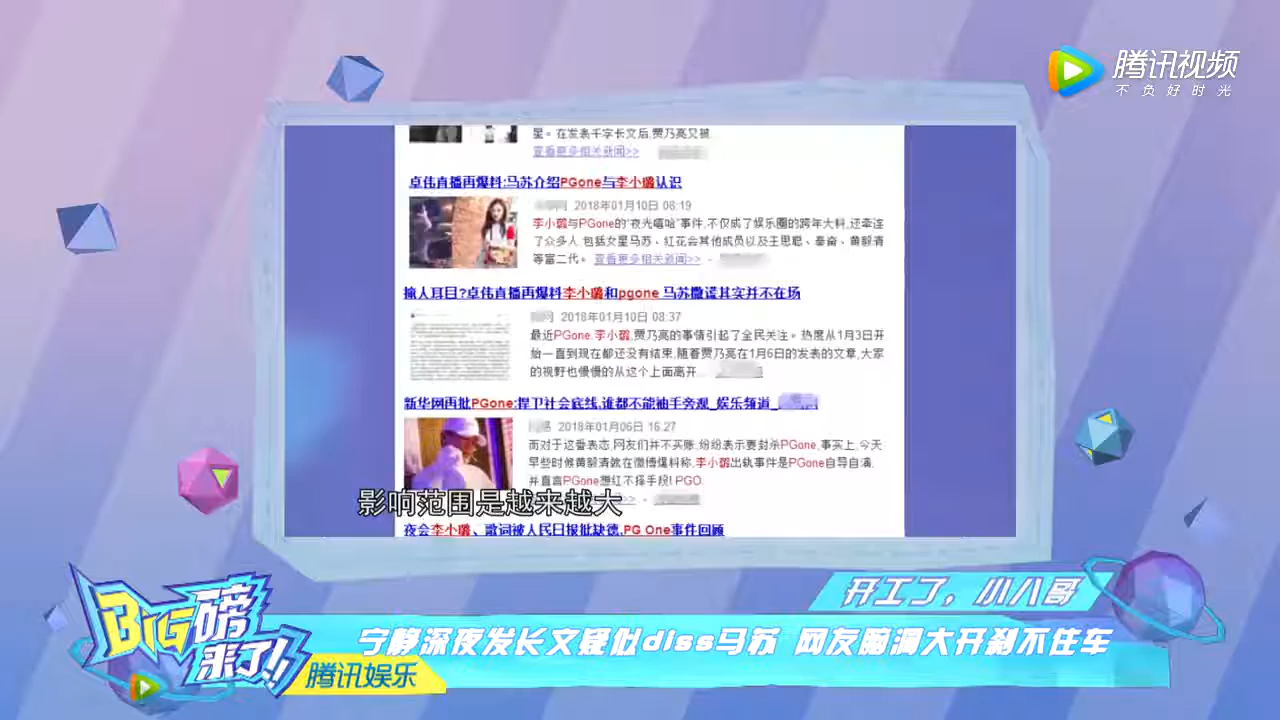 腾讯视频
不负好时光
星。在发表千字长文后,贾乃亮又被
查看更多相关新闻>>
卓伟直播再爆料:马苏介绍PGone与李小璐认识
2018年01月10日 08:19
李小璐与PGone的“夜光嘻哈”事件,不仅成了娱乐圈的跨年大料,还牵连
了众多人,包括女星马苏、红花会其他成员以及王思聪、秦奋、黄毅清
等富二代。 查看更多相关新闻>> -
掩人耳目?卓伟直播再爆料李小璐和pgone 马苏撒谎其实并不在场
2018年01月10日 08:37
最近PGone,李小璐,贾乃亮的事情引起了全民关注。热度从1月3日开
始一直到现在都还没有结束,随着贾乃亮在1月6日的发表的文章,大家
的视野也慢慢的从这个上面离开...
新华网再批PGone:捍卫社会底线,谁都不能袖手旁观_娱乐频道_
2018年01月06日 16:27
而对于这番表态,网友们并不买账,纷纷表示要封杀PGone,事实上,今天
早些时候黄毅清就在微博爆料称,李小璐出轨事件是PGone自导自演,
并直言PGone想红不择手段! PGO.
>> -
影响范围是越来越大
夜会李小璐、歌词被人民日报批缺德,PG One事件回顾
开工了，小八哥
BIG磅来了!!
宁静深夜发长文疑似diss马苏 网友脑洞大开刹不住车
腾讯娱乐